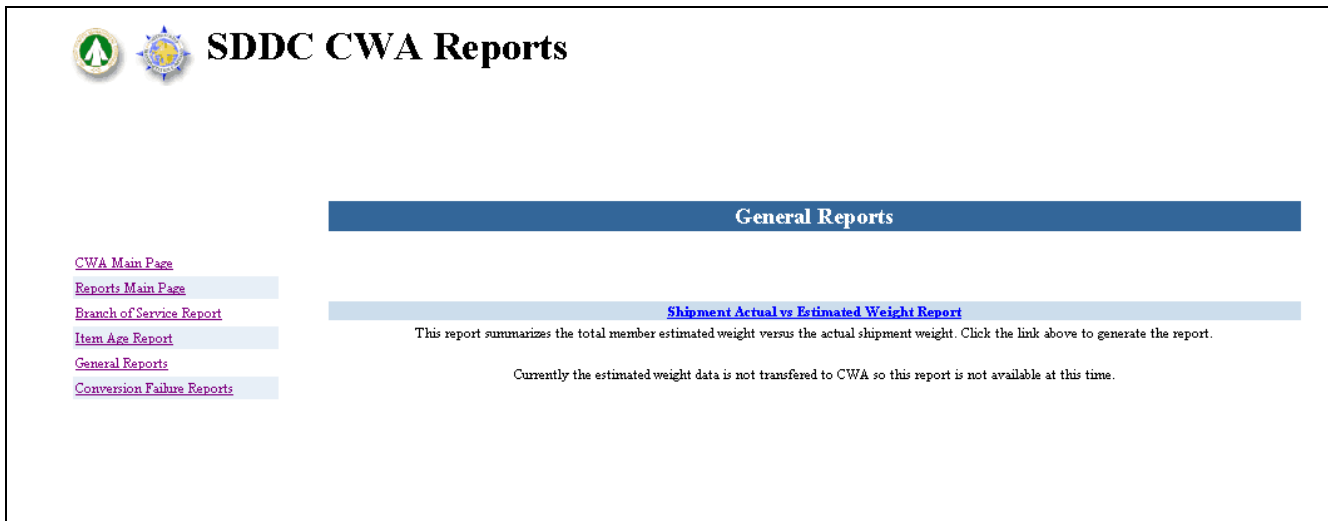 SDDC CWA Reports
General Reports
CWA Main Page
Reports Main Page
Branch of Service Report
Item Age Report
General Reports
Conversion Failure Reports
Shipment Actual vs Estimated Weight Report
This report summarizes the total member estimated weight versus the actual shipment weight. Click the link above to generate the report.
Currently the estimated weight data is not transfered to CWA so this report is not available at this time.